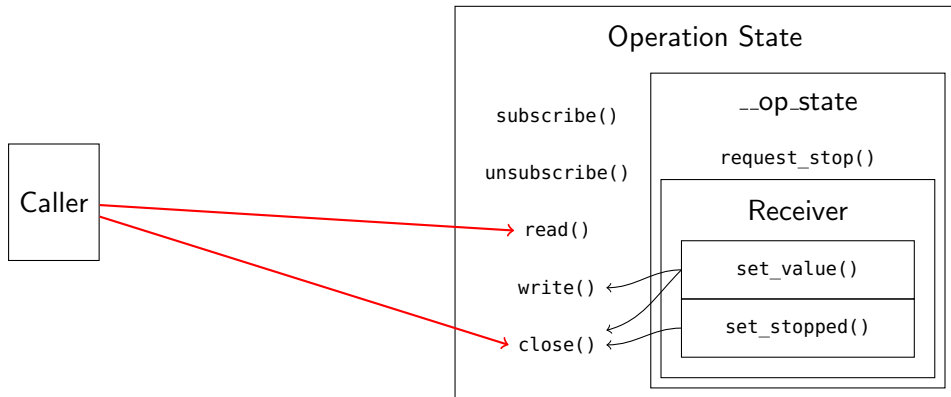 Operation State
__op_state
subscribe()
request_stop()
unsubscribe()
Caller
Receiver
read()
set_value()
write()
set_stopped()
close()